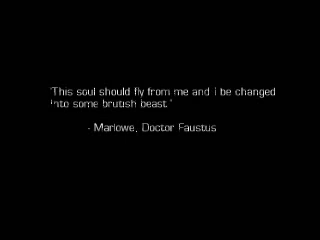 'This soul should fly from me and I be changed
Into some brutish beast.'
- Marlowe, Doctor Faustus